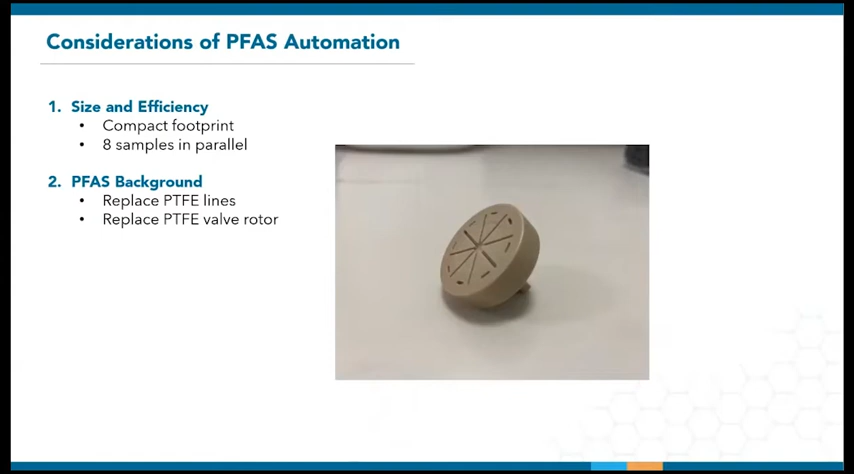 Considerations of PFAS Automation
1. Size and Efficiency
• Compact footprint
• 8 samples in parallel
2. PFAS Background
• Replace PTFE lines
• Replace PTFE valve rotor